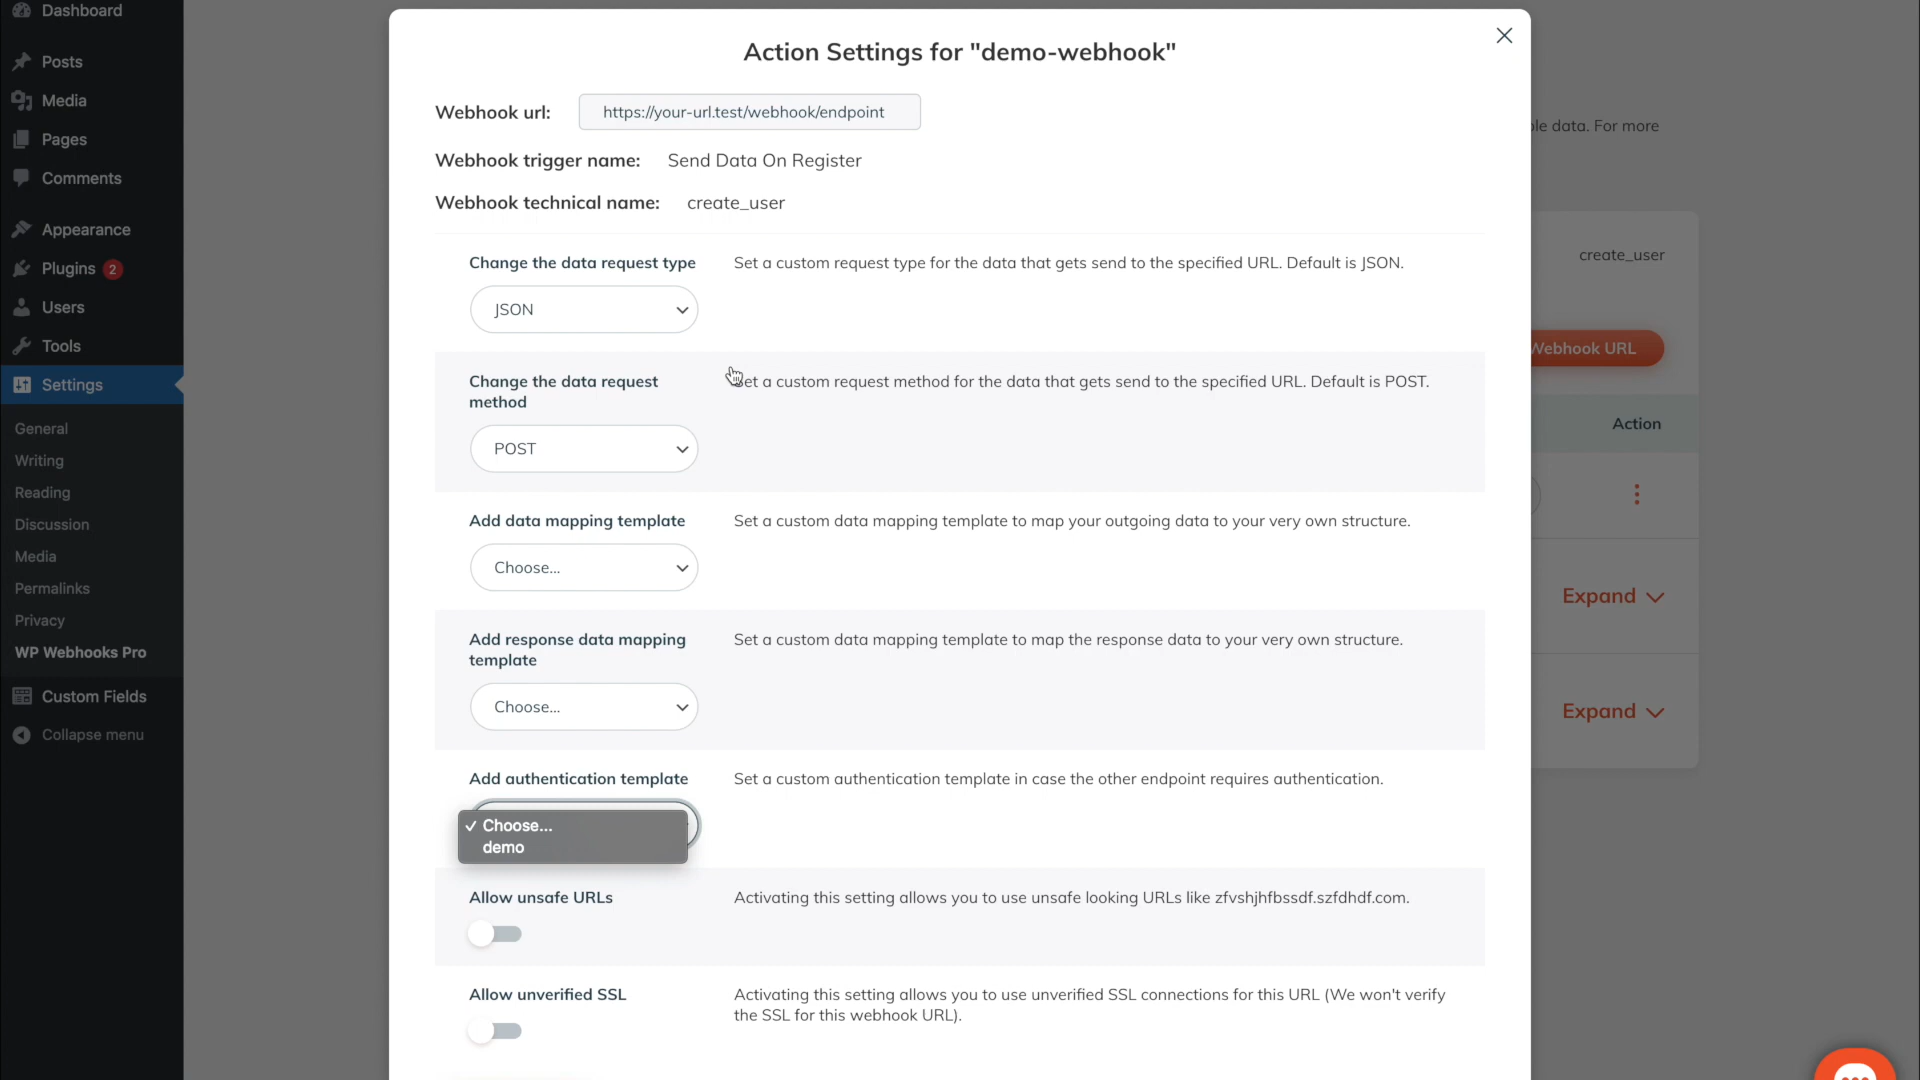 Dashboard
Posts
Media
Pages
Comments
Appearance
Plugins 2
Users
Tools
Settings
General
Writing
Reading
Discussion
Media
Permalinks
Privacy
WP Webhooks Pro
Custom Fields
Collapse menu
Action Settings for "demo-webhook"
Webhook url: https://your-url.test/webhook/endpoint
Webhook trigger name: Send Data On Register
Webhook technical name: create_user
Change the data request type
Set a custom request type for the data that gets send to the specified URL. Default is JSON.
JSON
Change the data request
method
Set a custom request method for the data that gets send to the specified URL. Default is POST.
POST
Add data mapping template
Set a custom data mapping template to map your outgoing data to your very own structure.
Choose...
Add response data mapping
template
Set a custom data mapping template to map the response data to your very own structure.
Choose...
Add authentication template
Set a custom authentication template in case the other endpoint requires authentication.
✓ Choose...
demo
Allow unsafe URLs
Activating this setting allows you to use unsafe looking URLs like zfvshjhfbssdf.szfdhdf.com.
Allow unverified SSL
Activating this setting allows you to use unverified SSL connections for this URL (We won't verify
the SSL for this webhook URL).
data. For more
create_user
Webhook URL
Action
Expand
Expand